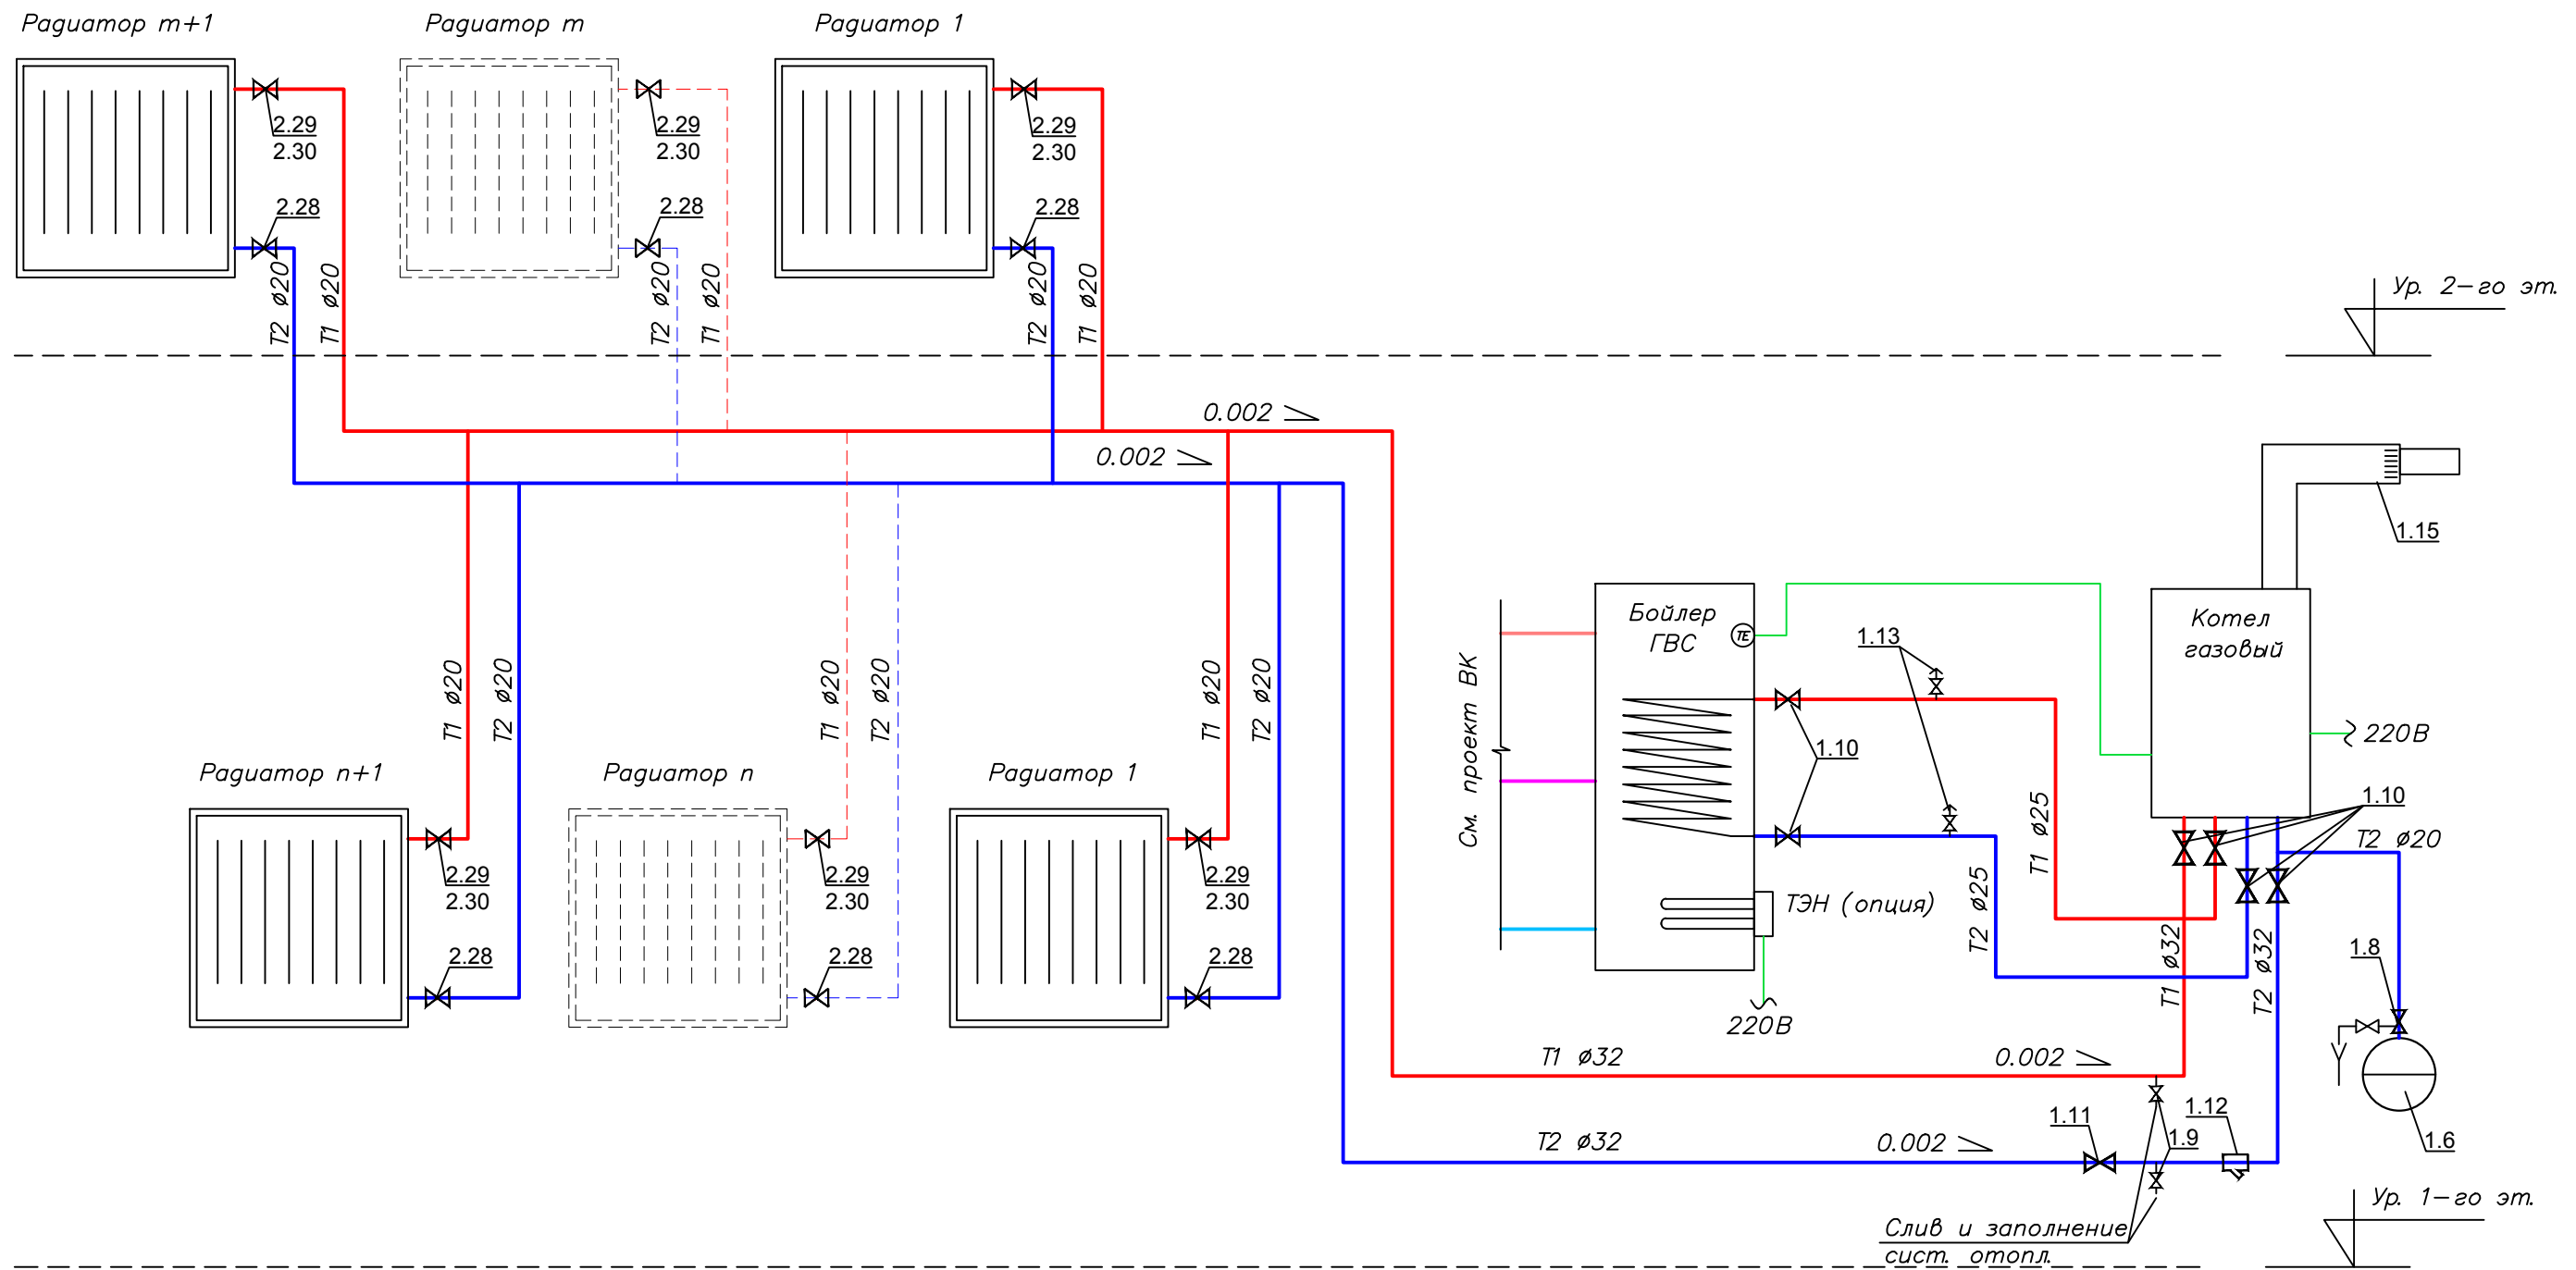 Радиатор m+1
Радиатор m
Радиатор 1
2.29
2.30
2.28
2.29
2.30
2.28
2.29
2.30
2.28
T2 ø20
T1 ø20
T2 ø20
T1 ø20
T2 ø20
T1 ø20
Ур. 2-го эт.
0.002
0.002
T1 ø20
T2 ø20
T1 ø20
T2 ø20
T1 ø20
T2 ø20
Радиатор n+1
Радиатор n
Радиатор 1
2.29
2.30
2.28
2.29
2.30
2.28
2.29
2.30
2.28
1.15
См. проект ВК
Бойлер
ГВС
TE
1.13
1.10
Котел
газовый
220В
1.10
T2 ø20
T1 ø25
T2 ø25
ТЭН (опция)
220В
T1 ø32
T2 ø32
1.8
1.6
T1 ø32
0.002
T2 ø32
0.002
1.11
1.9
1.12
Слив и заполнение
сист. отопл.
Ур. 1-го эт.